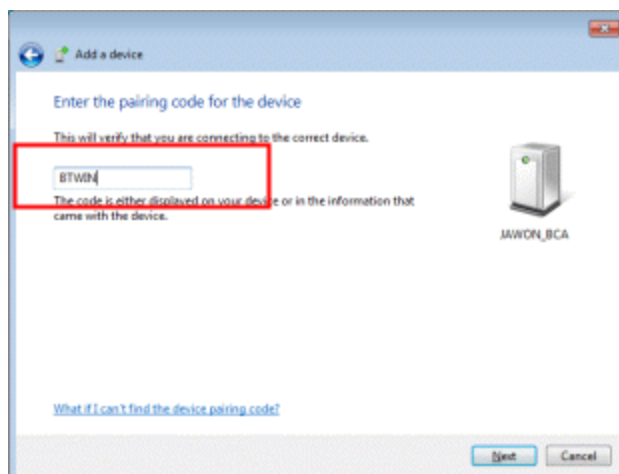 Add a device
Enter the pairing code for the device
This will verify that you are connecting to the correct device.
BTWIN
The code is either displayed on your device or in the information that
came with the device.
JAWON_BCA
What if I can't find the device pairing code?
Next
Cancel